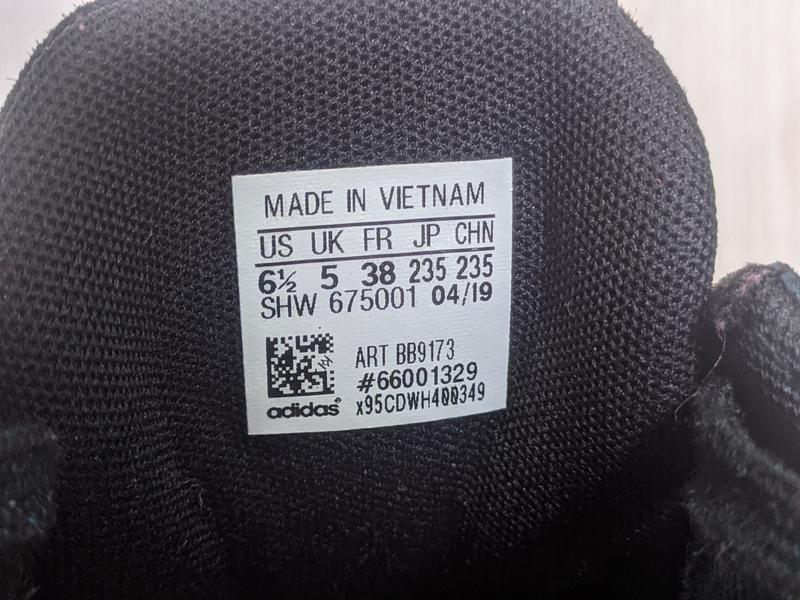 MADE IN VIETNAM
US UK FR JP CHN
6½ 5 38 235 235
SHW 675001 04/19
ART BB9173
#66001329
adidas® x95CDWH400349